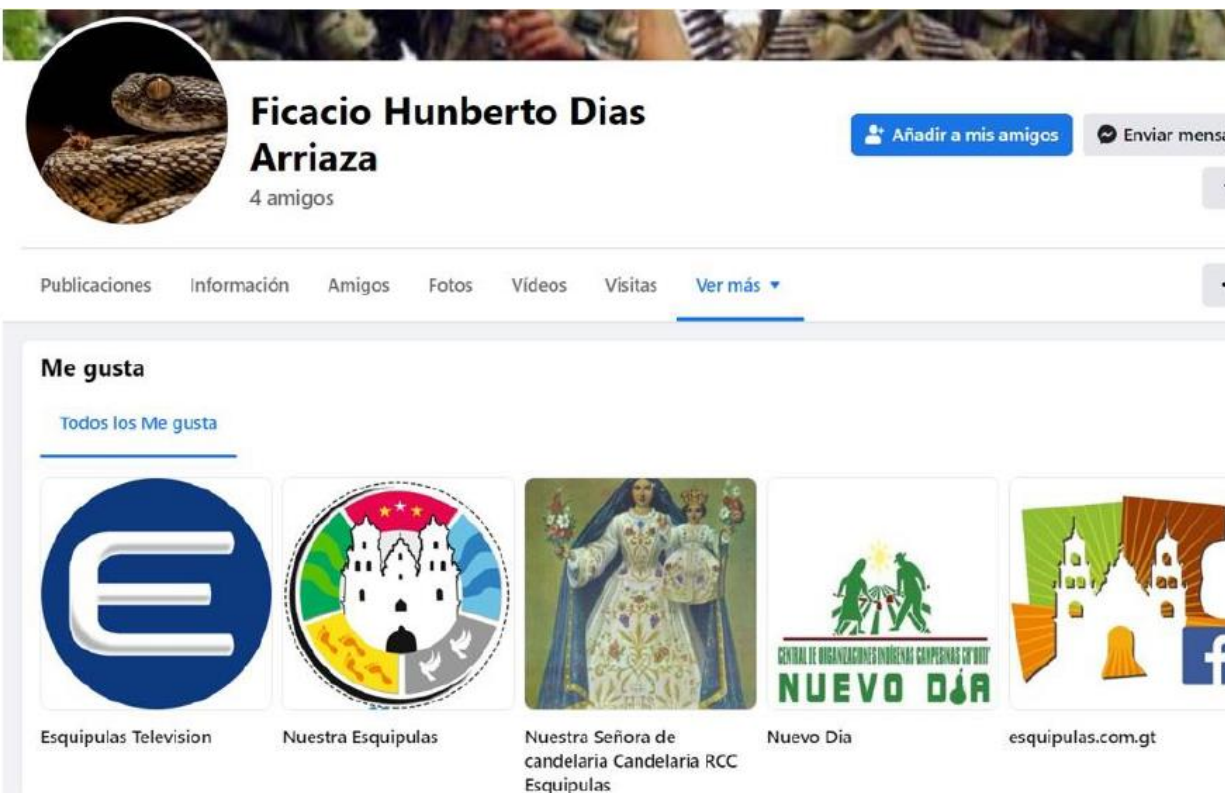 Ficacio Hunberto Dias
Arriaza
4 amigos
Añadir a mis amigos
Enviar mensa
Publicaciones Información Amigos Fotos Vídeos Visitas Ver más
Me gusta
Todos los Me gusta
E
CENTRAL DE ORGANIZACIONES INDÍGENAS CAMPESINAS CH'ORTI'
NUEVO DÍA
f
Esquipulas Television
Nuestra Esquipulas
Nuestra Señora de
candelaria Candelaria RCC
Esquipulas
Nuevo Dia
esquipulas.com.gt